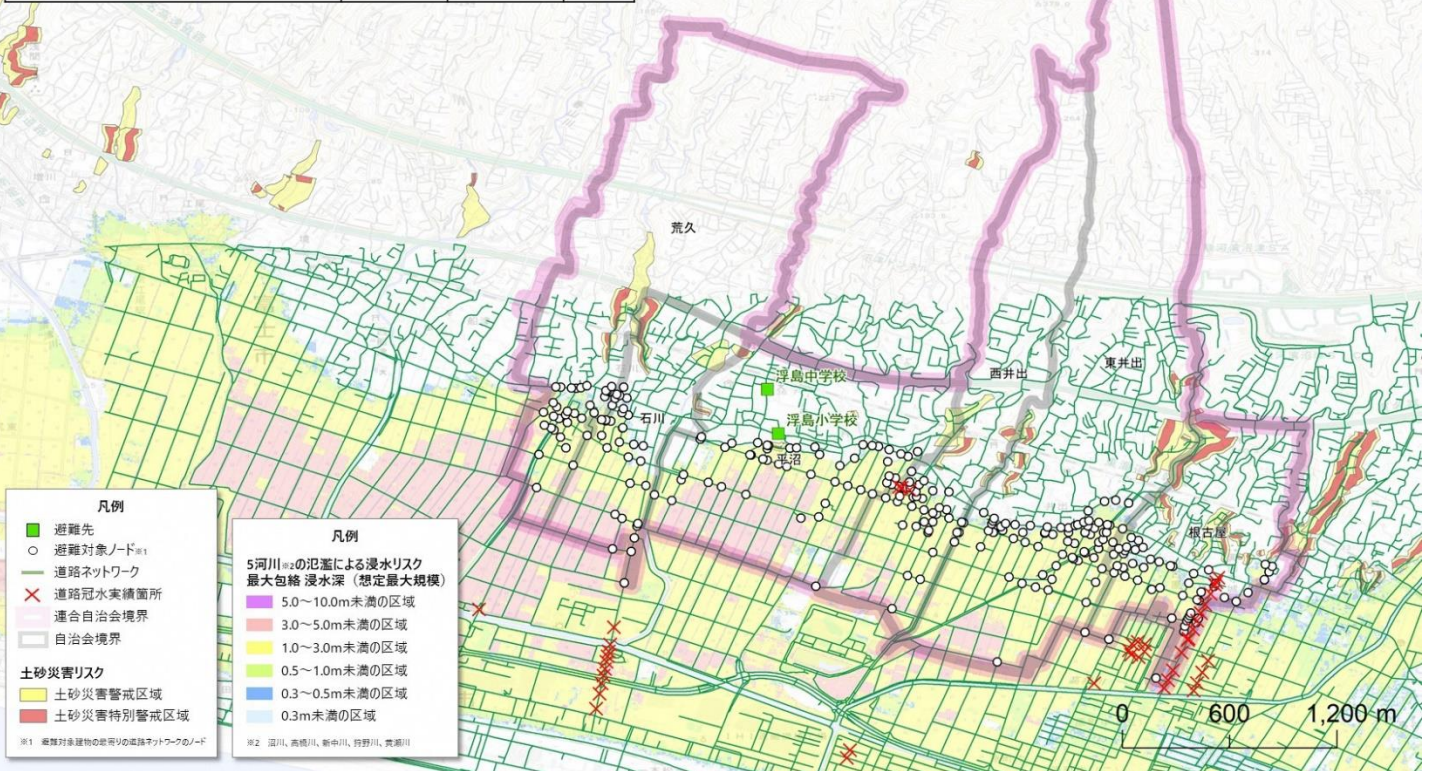 荒久
浮島中学校
西井出
東井出
浮島小学校
石川
平沼
根古屋
凡例
避難先
避難対象ノード※1
道路ネットワーク
道路冠水実績箇所
連合自治会境界
自治会境界
土砂災害リスク
土砂災害警戒区域
土砂災害特別警戒区域
※1 避難対象建物の最寄りの道路ネットワークのノード
凡例
5河川※2の氾濫による浸水リスク
最大包絡 浸水深（想定最大規模）
5.0～10.0m未満の区域
3.0～5.0m未満の区域
1.0～3.0m未満の区域
0.5～1.0m未満の区域
0.3～0.5m未満の区域
0.3m未満の区域
※2 沼川、高橋川、新中川、狩野川、黄瀬川
0 600 1,200 m